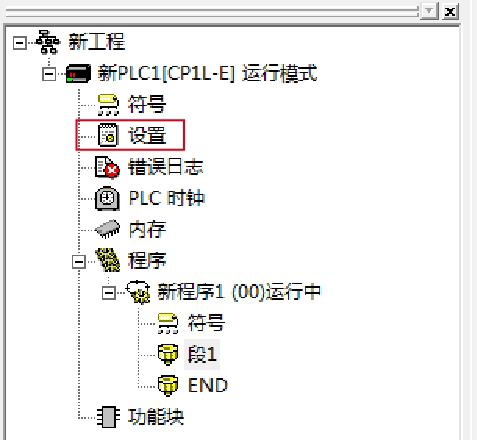 新工程
新PLC1[CP1L-E] 运行模式
符号
设置
错误日志
PLC 时钟
内存
程序
新程序1 (00)运行中
符号
段1
END
功能块